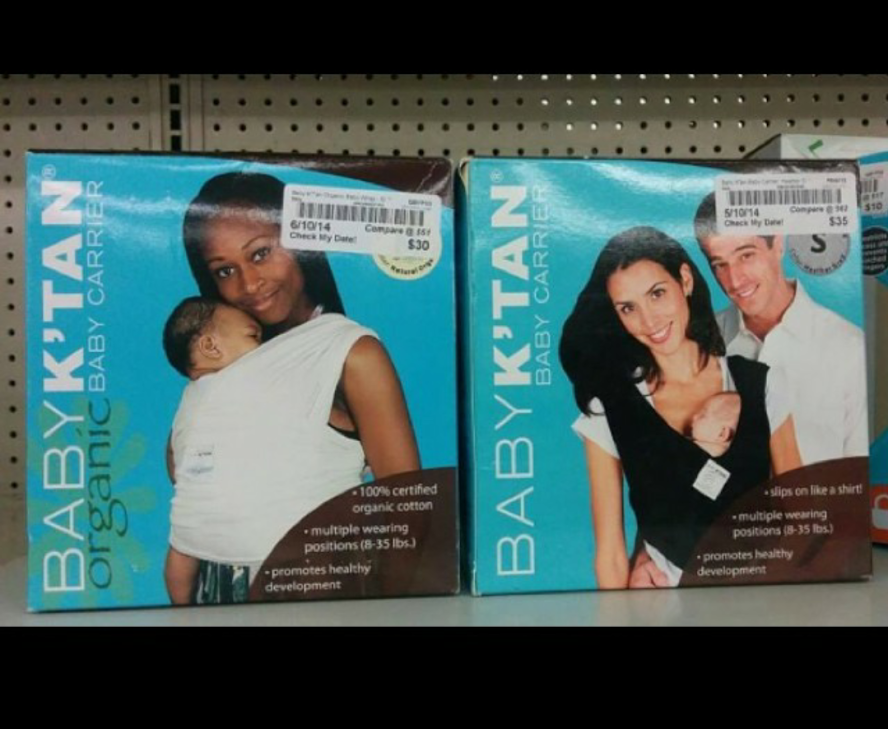 BABY K'TAN®
BABY CARRIER
organic
6/10/14
Compare @ $51
Check My Date!
$30
• 100% certified
organic cotton
• multiple wearing
positions (8-35 lbs.)
• promotes healthy
development
BABY K'TAN®
BABY CARRIER
5/10/14
Check My Date!
$35
S
• slips on like a shirt!
• multiple wearing
positions (8-35 lbs.)
• promotes healthy
development
$10